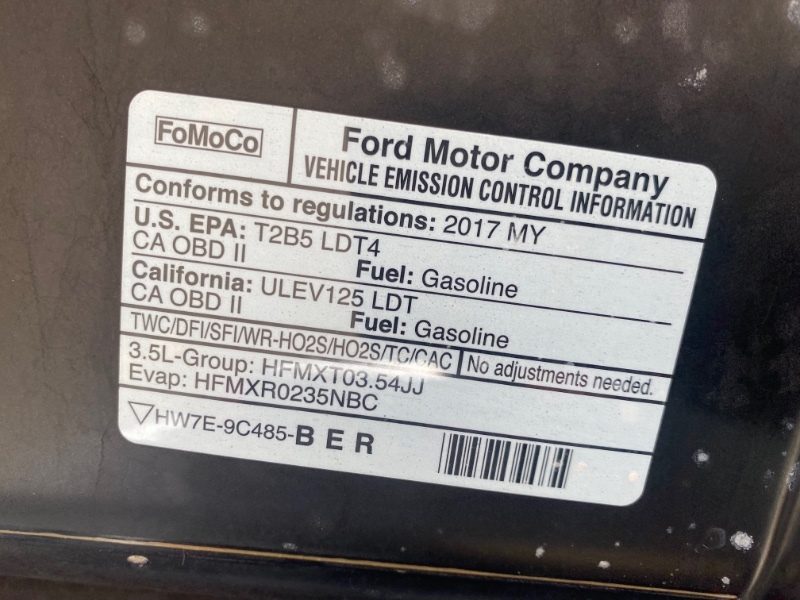 FoMoCo
Ford Motor Company
VEHICLE EMISSION CONTROL INFORMATION
Conforms to regulations: 2017 MY
U.S. EPA: T2B5 LDT4
CA OBD II Fuel: Gasoline
California: ULEV125 LDT
CA OBD II Fuel: Gasoline
TWC/DFI/SFI/WR-HO2S/HO2S/TC/CAC No adjustments needed.
3.5L-Group: HFMXT03.54JJ
Evap: HFMXR0235NBC
▽HW7E-9C485-BER